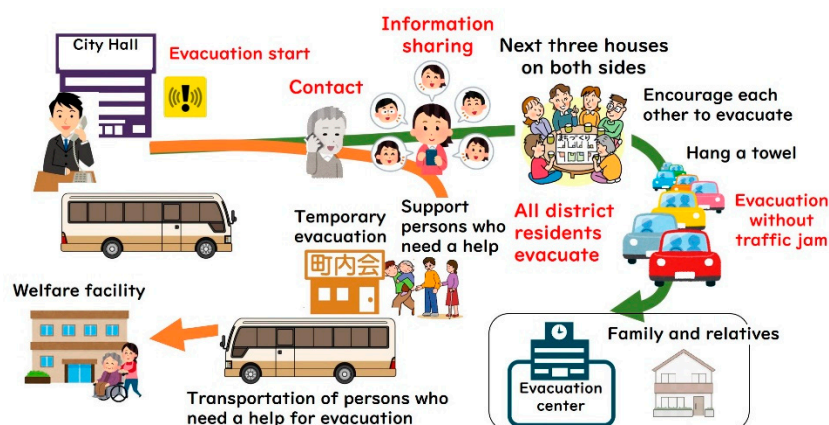 City Hall
Evacuation start
Contact
Information
sharing
Next three houses
on both sides
Encourage each
other to evacuate
Hang a towel
Evacuation
without
traffic jam
All district
residents
evacuate
Support
persons who
need a help
Temporary
evacuation
町内会
Welfare facility
Transportation of persons who
need a help for evacuation
Family and relatives
Evacuation
center